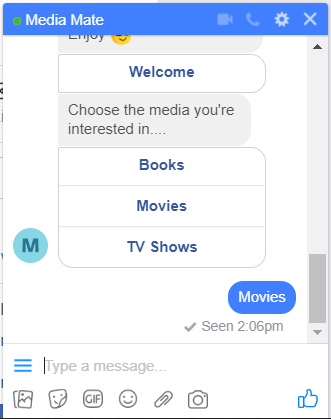 Media Mate
Enjoy
Welcome
Choose the media you're
interested in....
Books
Movies
TV Shows
M
Movies
Seen 2:06pm
Type a message...
GIF